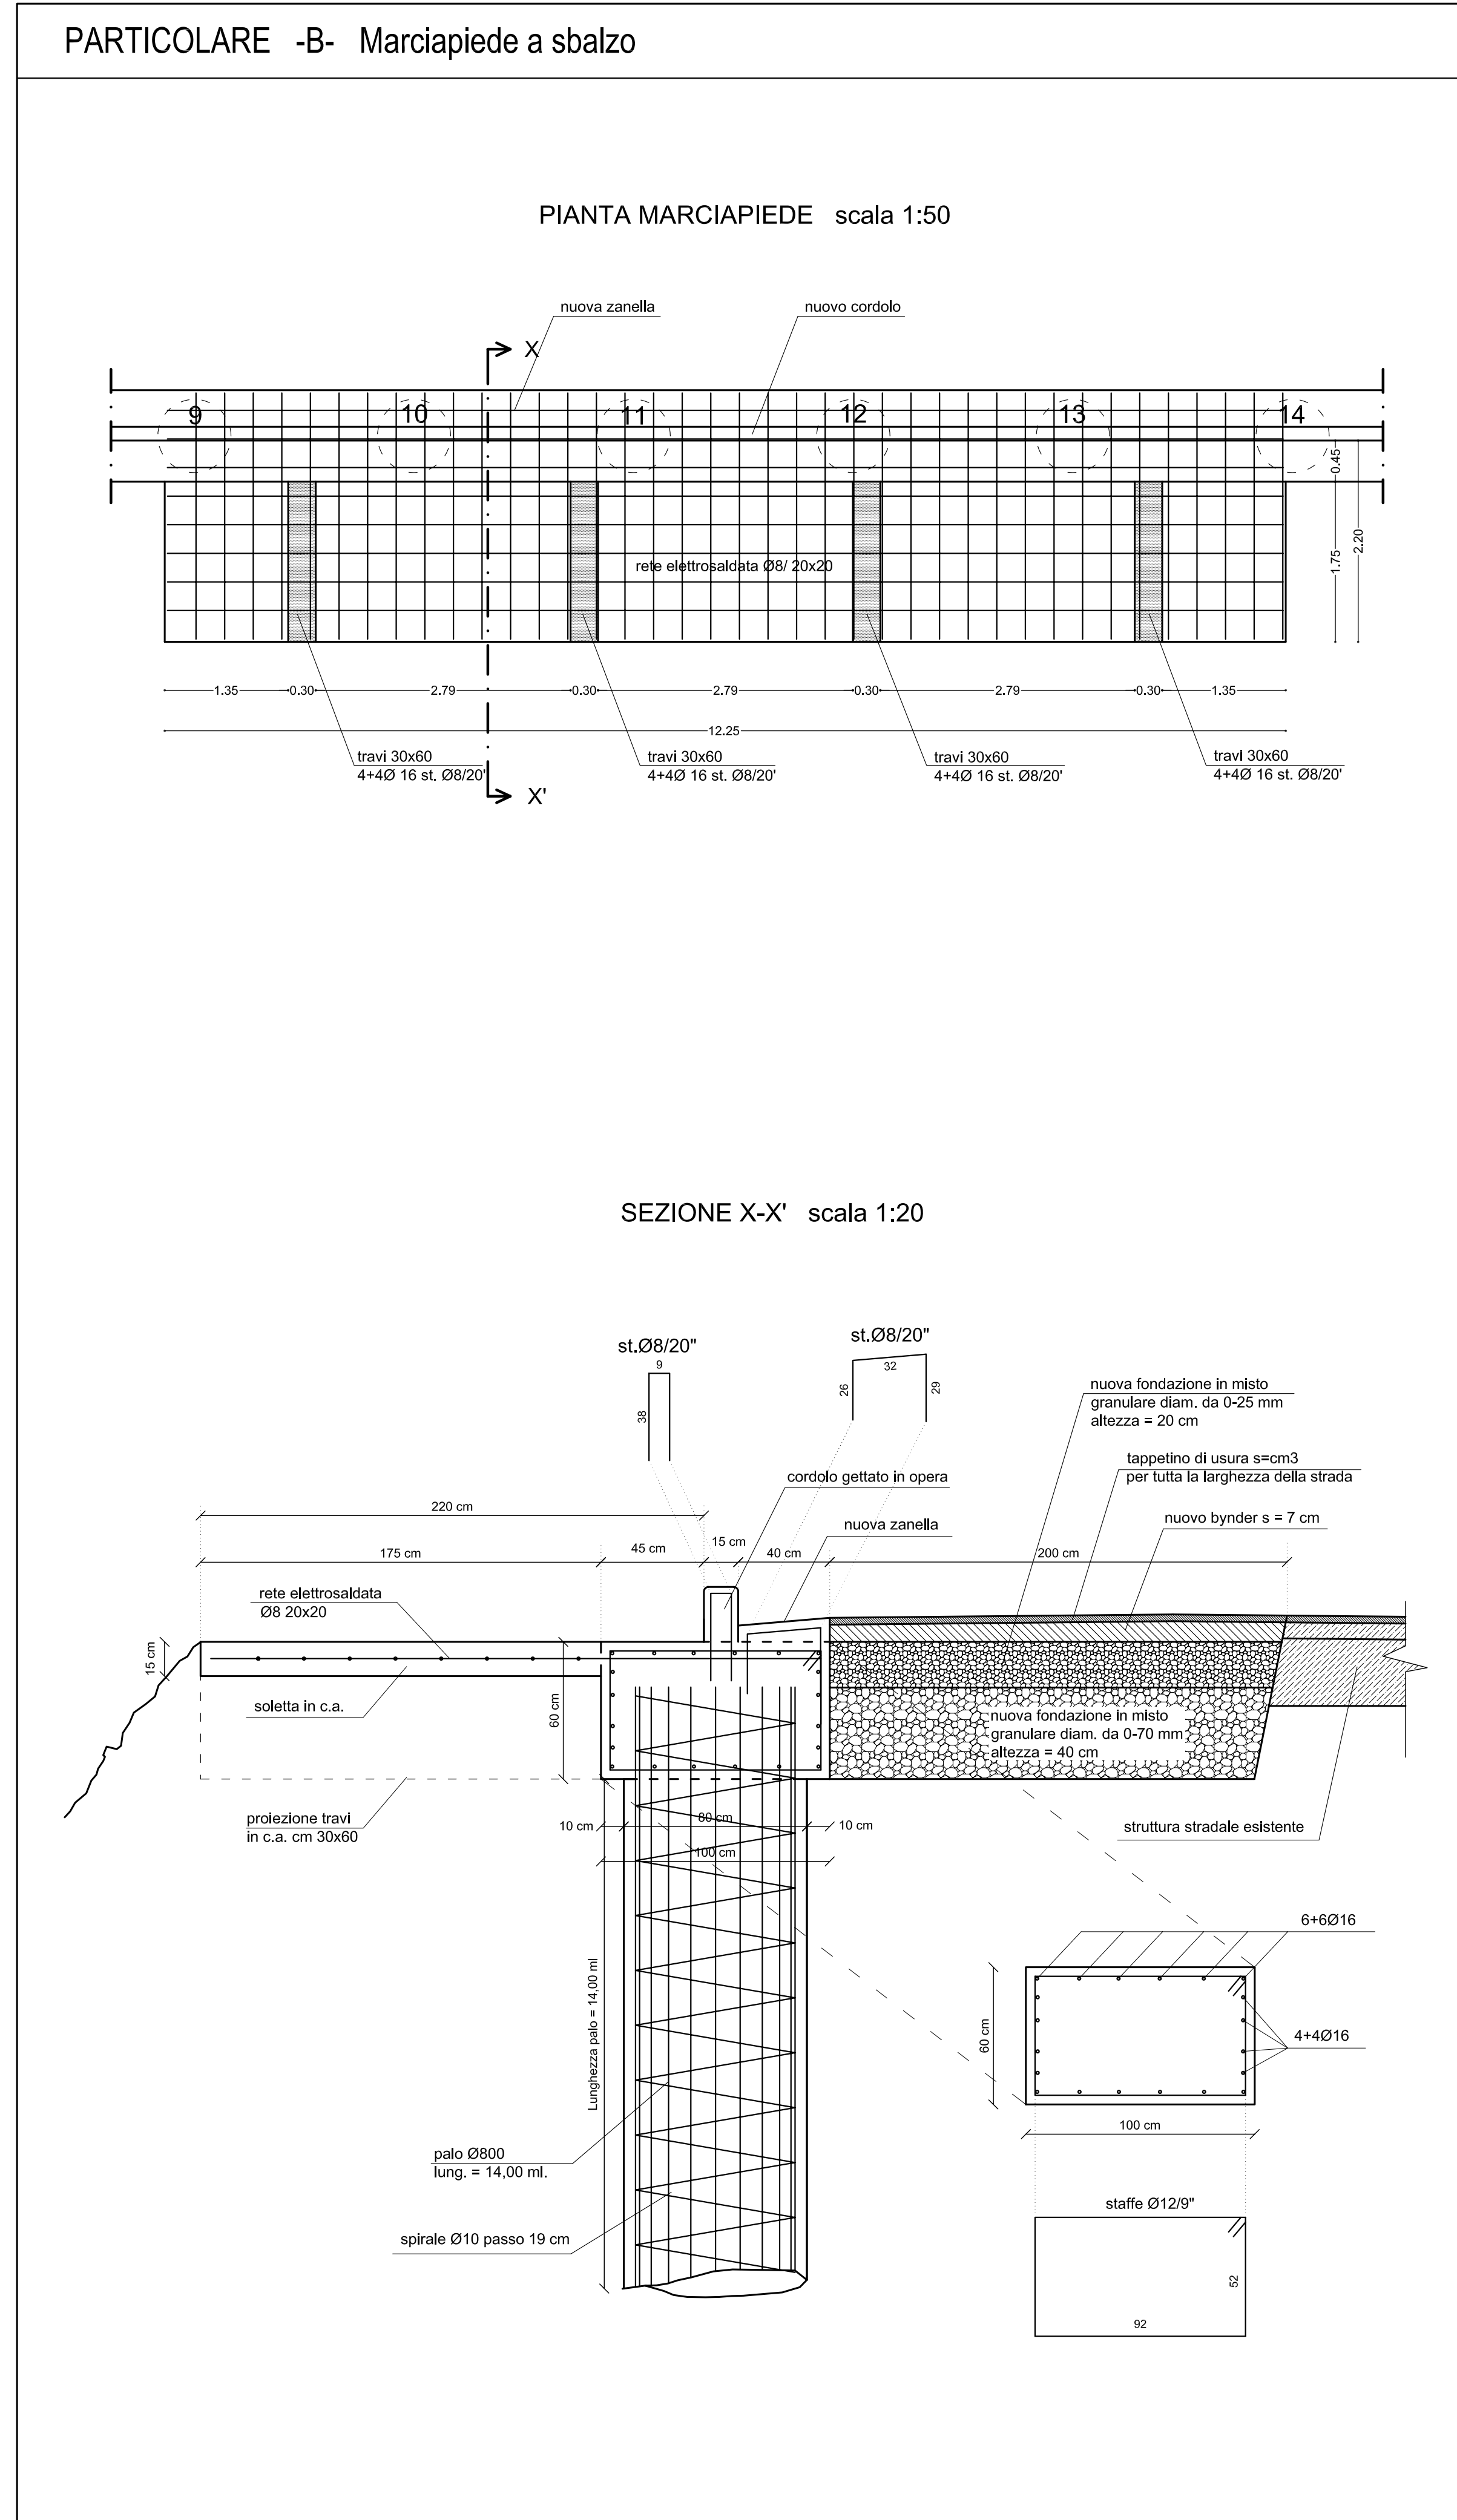 PARTICOLARE -B- Marciapiede a sbalzo
PIANTA MARCIAPIEDE scala 1:50
nuova zanella
nuovo cordolo
X
9
10
11
12
13
14
0.45
1.75
2.20
rete elettrosaldata Ø8/ 20x20
1.35
0.30
2.79
0.30
2.79
0.30
2.79
0.30
1.35
12.25
travi 30x60
4+4Ø 16 st. Ø8/20'
travi 30x60
4+4Ø 16 st. Ø8/20'
travi 30x60
4+4Ø 16 st. Ø8/20'
travi 30x60
4+4Ø 16 st. Ø8/20'
X'
SEZIONE X-X' scala 1:20
st.Ø8/20"
9
38
st.Ø8/20"
32
26
29
nuova fondazione in misto
granulare diam. da 0-25 mm
altezza = 20 cm
tappetino di usura s=cm3
per tutta la larghezza della strada
cordolo gettato in opera
nuovo bynder s = 7 cm
nuova zanella
220 cm
175 cm
45 cm
15 cm
40 cm
200 cm
rete elettrosaldata
Ø8 20x20
15 cm
soletta in c.a.
60 cm
nuova fondazione in misto
granulare diam. da 0-70 mm
altezza = 40 cm
proiezione travi
in c.a. cm 30x60
10 cm
80 cm
10 cm
100 cm
struttura stradale esistente
Lunghezza palo = 14,00 ml
6+6Ø16
4+4Ø16
60 cm
100 cm
palo Ø800
lung. = 14,00 ml.
spirale Ø10 passo 19 cm
staffe Ø12/9"
52
92